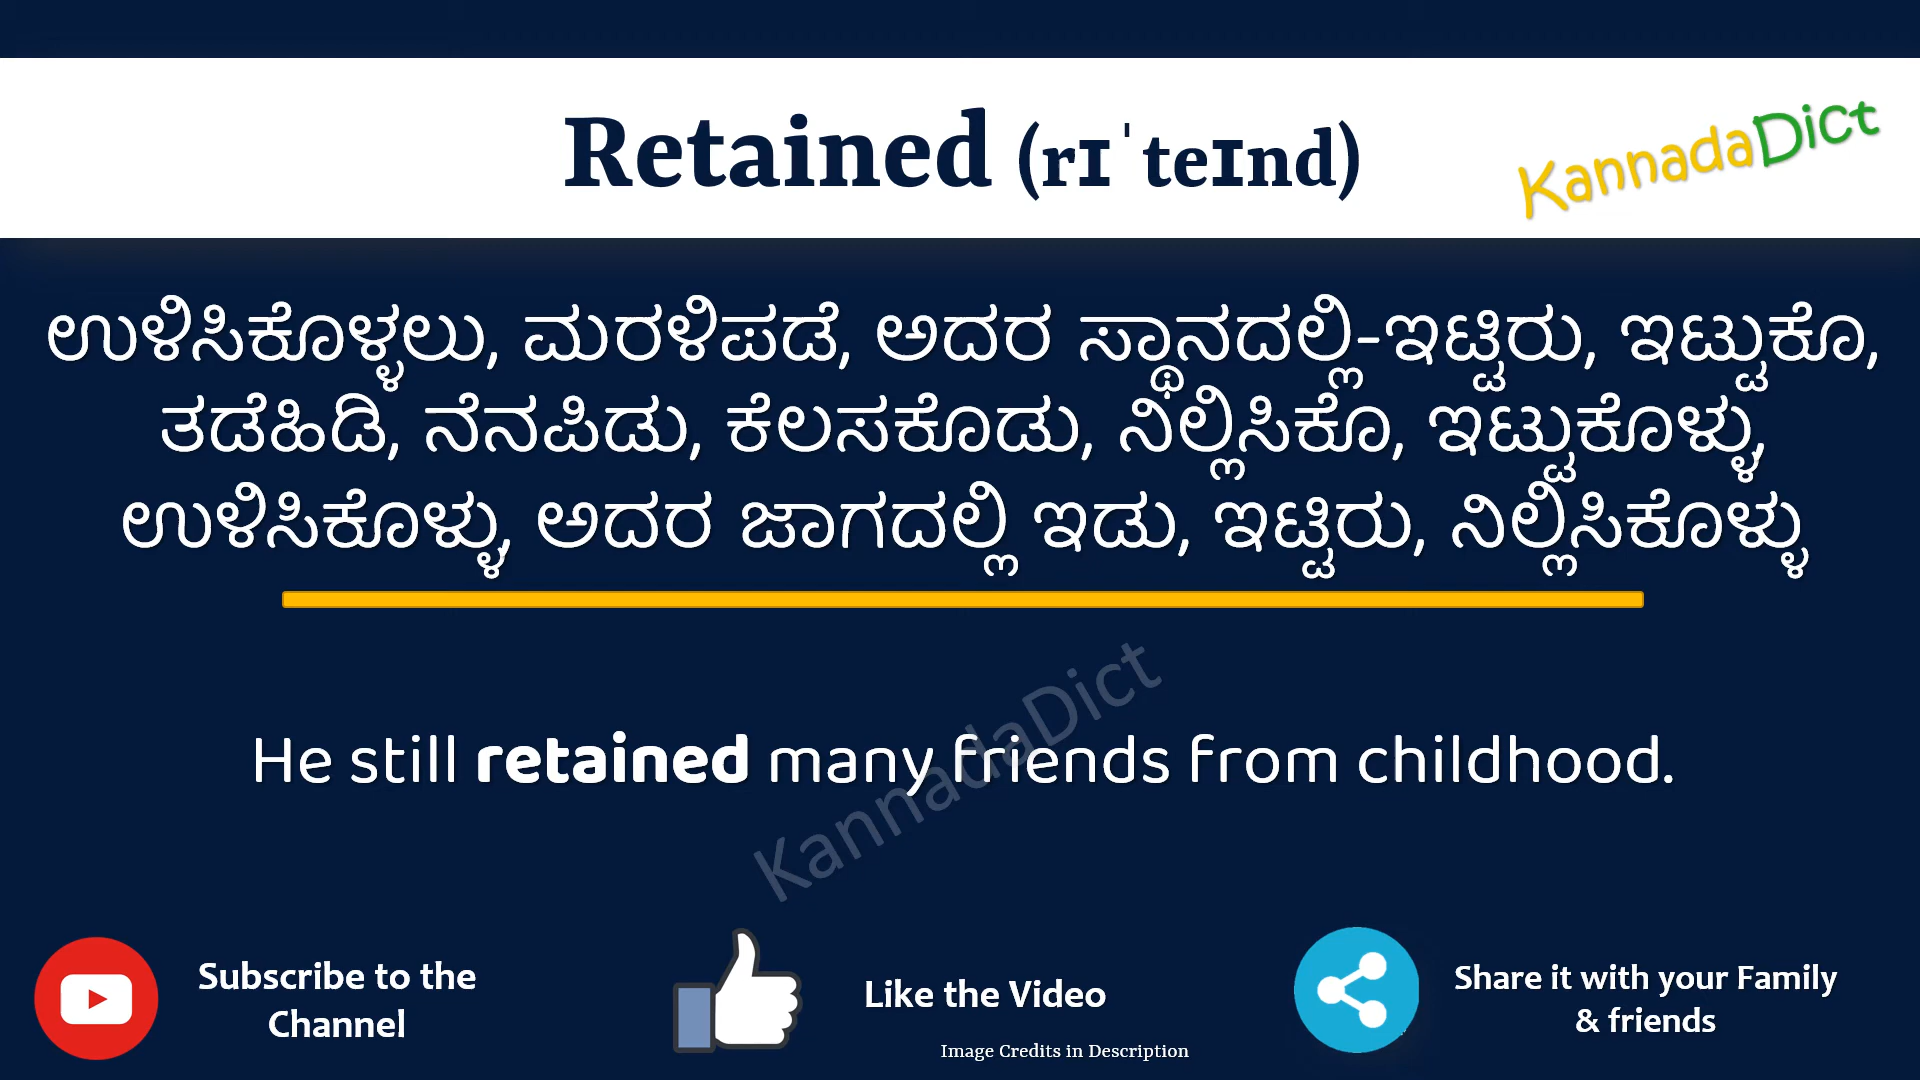 Retained (rɪˈteɪnd)
KannadaDict
ಉಳಿಸಿಕೊಳ್ಳಲು, ಮರಳಿಪಡೆ, ಅದರ ಸ್ಥಾನದಲ್ಲಿ-ಇಟ್ಟಿರು, ಇಟ್ಟುಕೊ,
ತಡೆಹಿಡಿ, ನೆನಪಿಡು, ಕೆಲಸಕೊಡು, ನಿಲ್ಲಿಸಿಕೊ, ಇಟ್ಟುಕೊಳ್ಳು,
ಉಳಿಸಿಕೊಳ್ಳು, ಅದರ ಜಾಗದಲ್ಲಿ ಇಡು, ಇಟ್ಟಿರು, ನಿಲ್ಲಿಸಿಕೊಳ್ಳು
He still retained many friends from childhood.
KannadaDict
Subscribe to the
Channel
Like the Video
Share it with your Family
& friends
Image Credits in Description